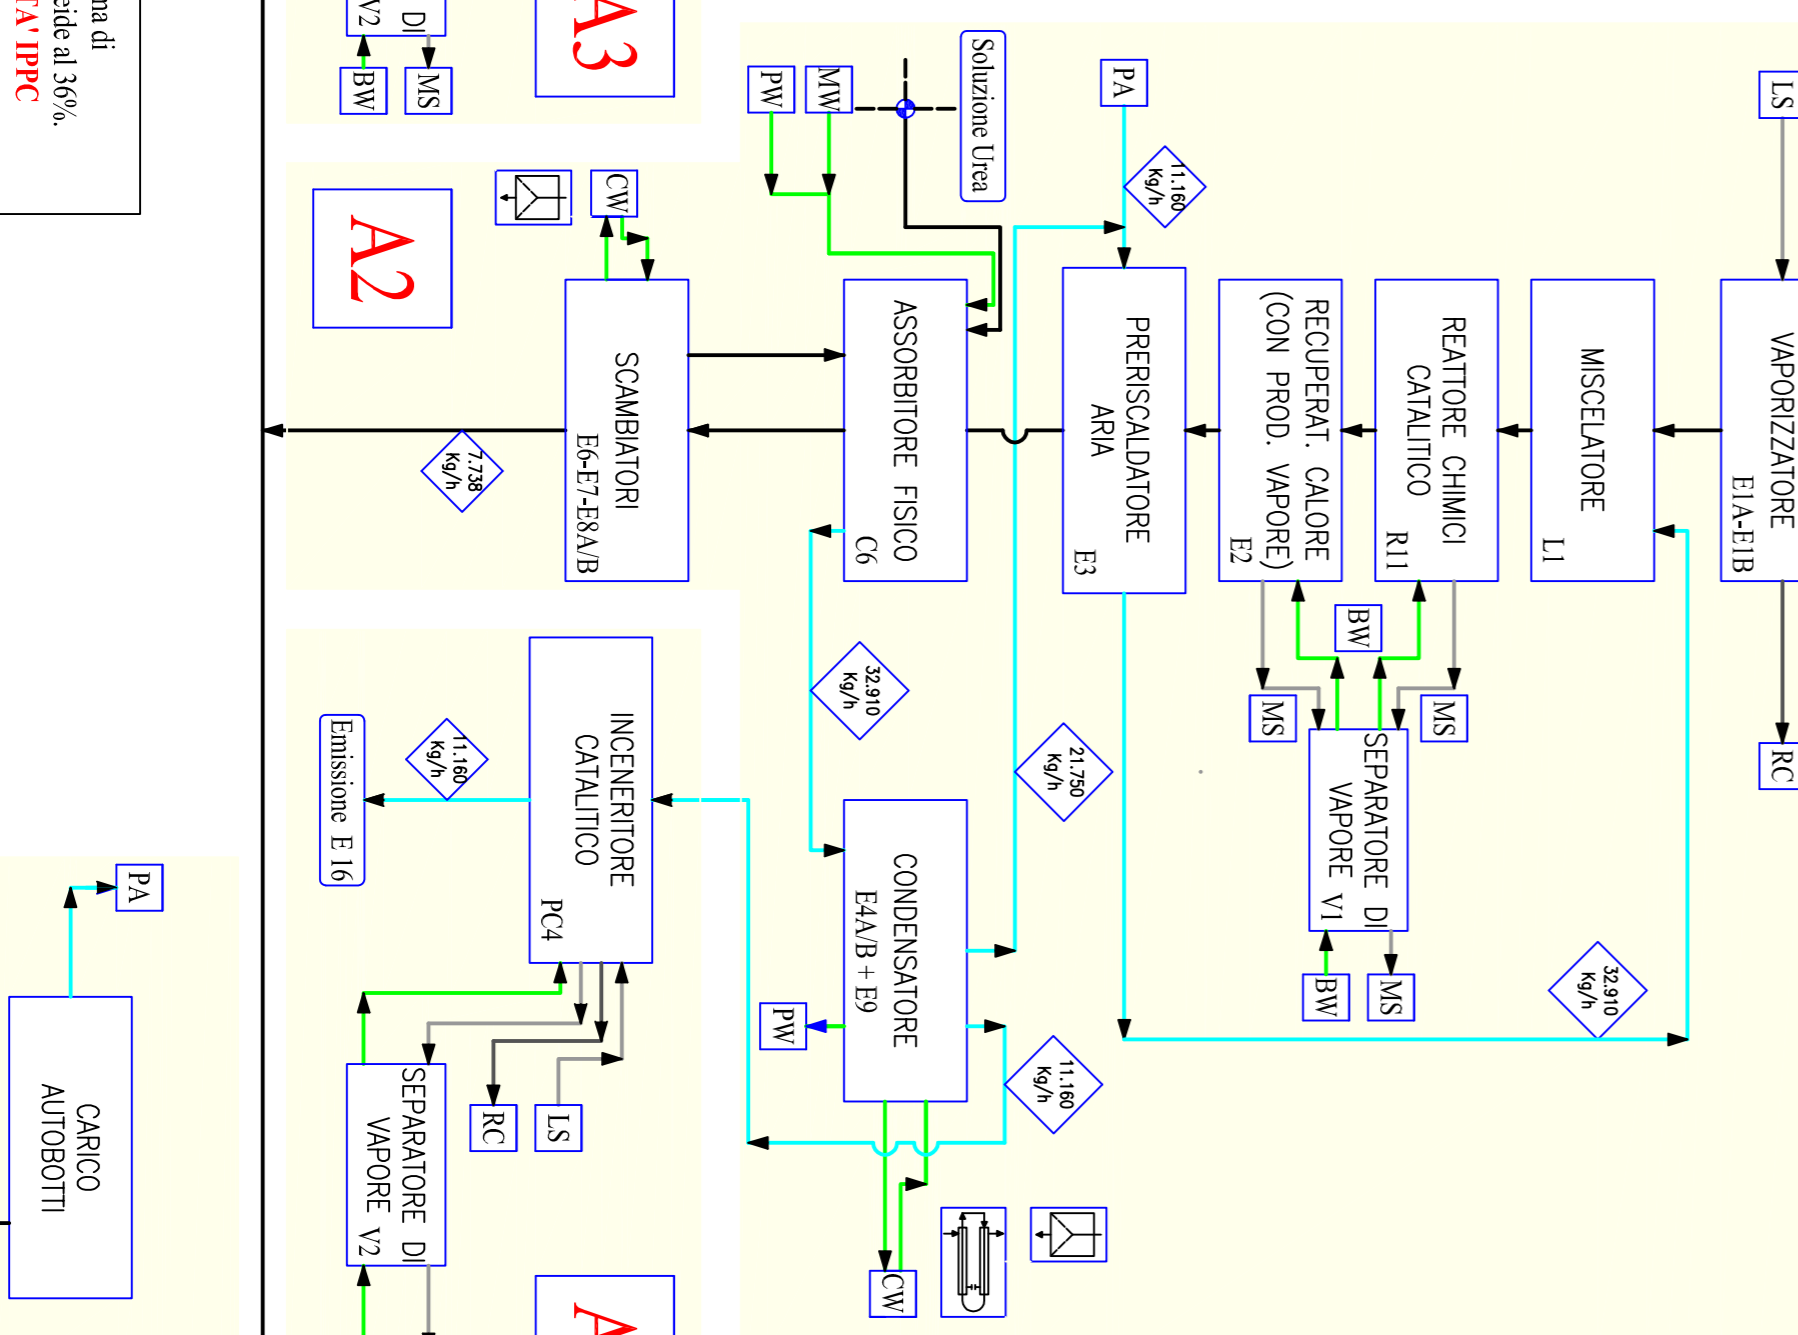 LS
VAPORIZZATORE
E1A-E1B
RC
MISCELATORE
L1
32.910
Kg/h
REATTORE CHIMICI
CATALITICO
R11
MS
BW
SEPARATORE DI
VAPORE V1
MS
BW
RECUPERAT. CALORE
(CON PROD. VAPORE)
E2
MS
PA
11.160
Kg/h
PRERISCALDATORE
ARIA
E3
21.750
Kg/h
11.160
Kg/h
Soluzione Urea
MW
PW
ASSORBITORE FISICO
C6
32.910
Kg/h
CONDENSATORE
E4A/B + E9
PW
CW
CW
SCAMBIATORI
E6-E7-E8A/B
A2
7.738
Kg/h
INCENERITORE
CATALITICO
PC4
11.160
Kg/h
Emissione E 16
LS
RC
SEPARATORE DI
VAPORE V2
A3
DI
V2
MS
BW
ma di
eide al 36%.
TA' IPPC
PA
CARICO
AUTOBOTTI